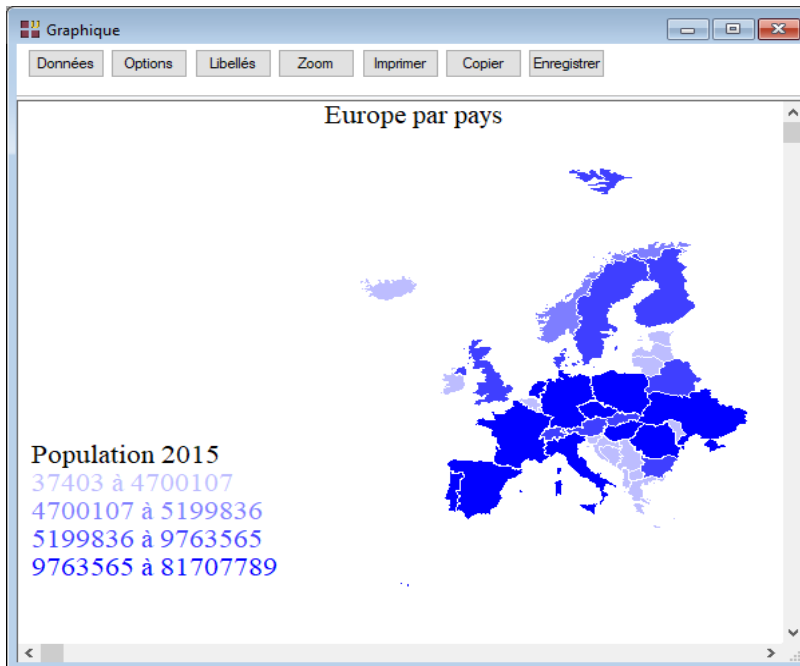 Graphique
Données Options Libellés Zoom Imprimer Copier Enregistrer
Europe par pays
Population 2015
37403 à 4700107
4700107 à 5199836
5199836 à 9763565
9763565 à 81707789